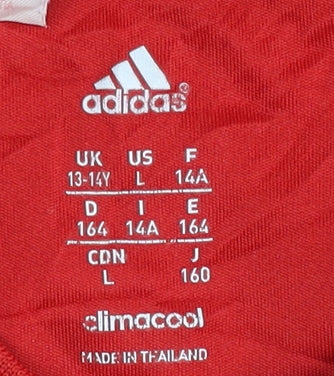 adidas®
UK US F
13-14Y L 14A
D I E
164 14A 164
CDN J
L 160
climacool
MADE IN THAILAND